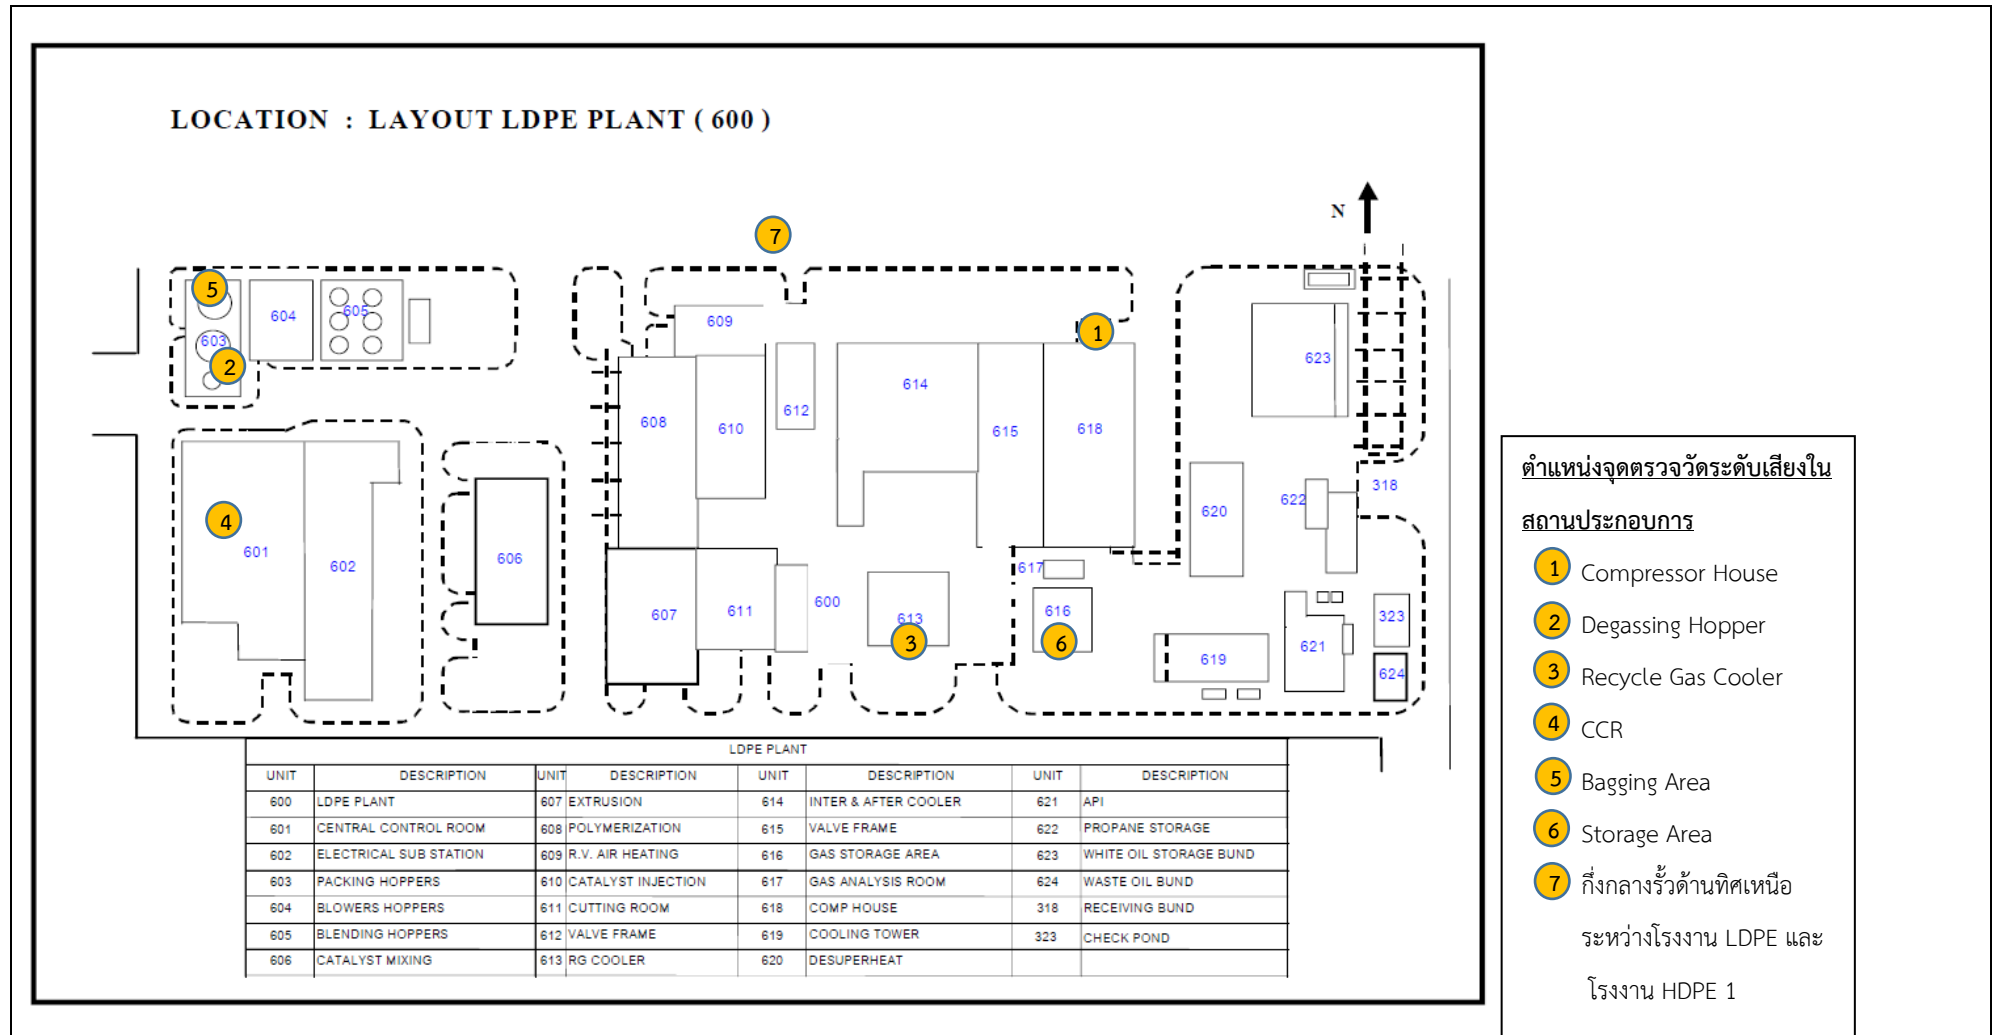 LOCATION : LAYOUT LDPE PLANT ( 600 )
N
7
5
604
605
603
2
609
1
623
614
612
608
610
615
618
318
622
620
4
601
602
606
617
600
607
611
613
3
616
6
323
621
619
624
LDPE PLANT
UNIT DESCRIPTION UNIT DESCRIPTION UNIT DESCRIPTION UNIT DESCRIPTION
600 LDPE PLANT 607 EXTRUSION 614 INTER & AFTER COOLER 621 API
601 CENTRAL CONTROL ROOM 608 POLYMERIZATION 615 VALVE FRAME 622 PROPANE STORAGE
602 ELECTRICAL SUB STATION 609 R.V. AIR HEATING 616 GAS STORAGE AREA 623 WHITE OIL STORAGE BUND
603 PACKING HOPPERS 610 CATALYST INJECTION 617 GAS ANALYSIS ROOM 624 WASTE OIL BUND
604 BLOWERS HOPPERS 611 CUTTING ROOM 618 COMP HOUSE 318 RECEIVING BUND
605 BLENDING HOPPERS 612 VALVE FRAME 619 COOLING TOWER 323 CHECK POND
606 CATALYST MIXING 613 RG COOLER 620 DESUPERHEAT
ตำแหน่งจุดตรวจวัดระดับเสียงใน
สถานประกอบการ
1 Compressor House
2 Degassing Hopper
3 Recycle Gas Cooler
4 CCR
5 Bagging Area
6 Storage Area
7 กึ่งกลางรั้วด้านทิศเหนือ
ระหว่างโรงงาน LDPE และ
โรงงาน HDPE 1